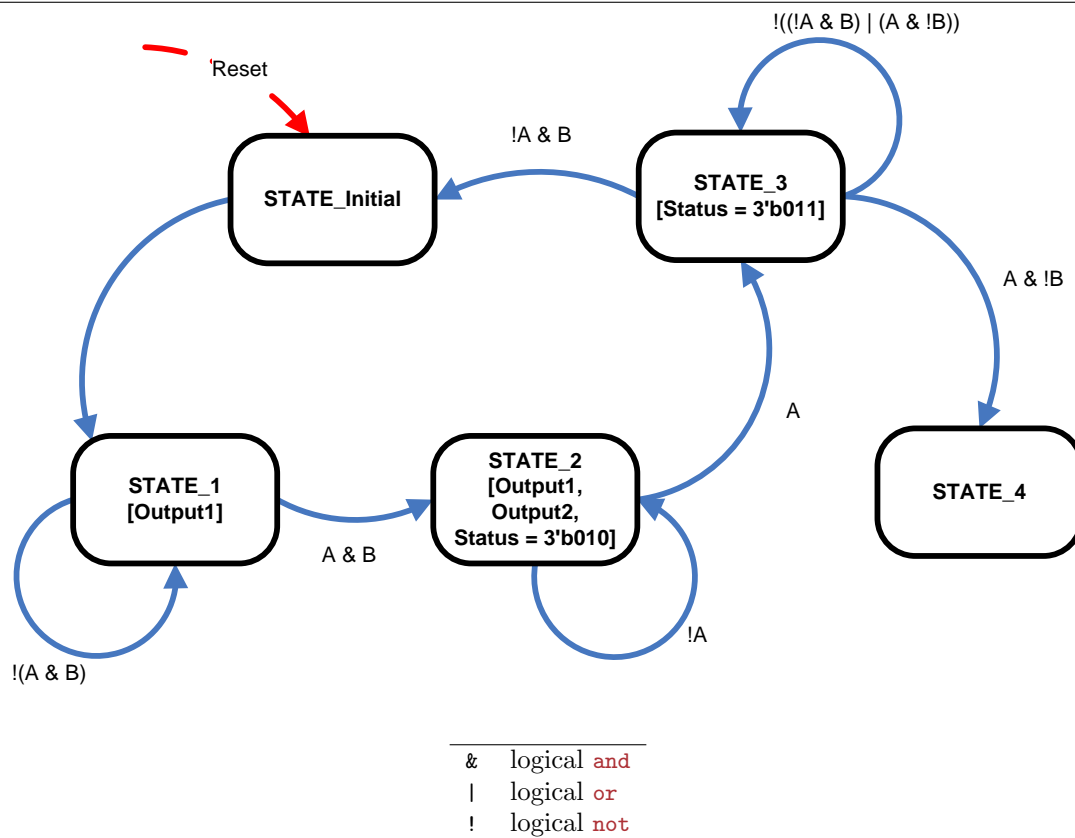 !((!A & B) | (A & !B))
Reset
!A & B
STATE_Initial
STATE_3
[Status = 3'b011]
A & !B
A
STATE_1
[Output1]
A & B
STATE_2
[Output1,
Output2,
Status = 3'b010]
STATE_4
!A
!(A & B)
& logical and
| logical or
! logical not